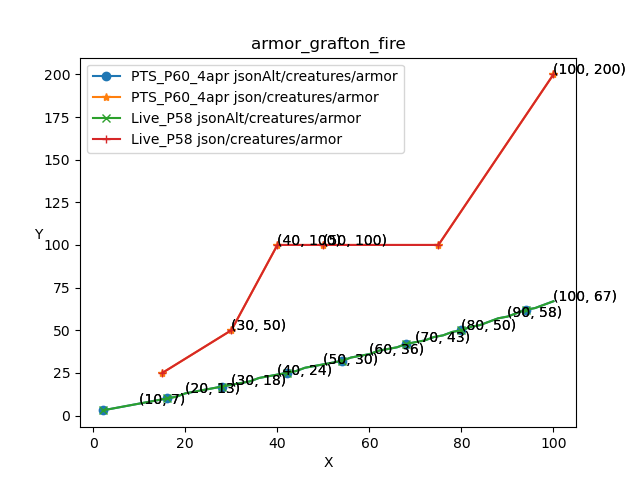 armor_grafton_fire
PTS_P60_4apr jsonAlt/creatures/armor
PTS_P60_4apr json/creatures/armor
Live_P58 jsonAlt/creatures/armor
Live_P58 json/creatures/armor
(100, 200)
(40, 100)
(50, 100)
(30, 50)
(100, 67)
(90, 58)
(80, 50)
(70, 43)
(60, 36)
(50, 30)
(40, 24)
(30, 18)
(20, 13)
(10, 7)
Y
200
175
150
125
100
75
50
25
0
0 20 40 60 80 100
X